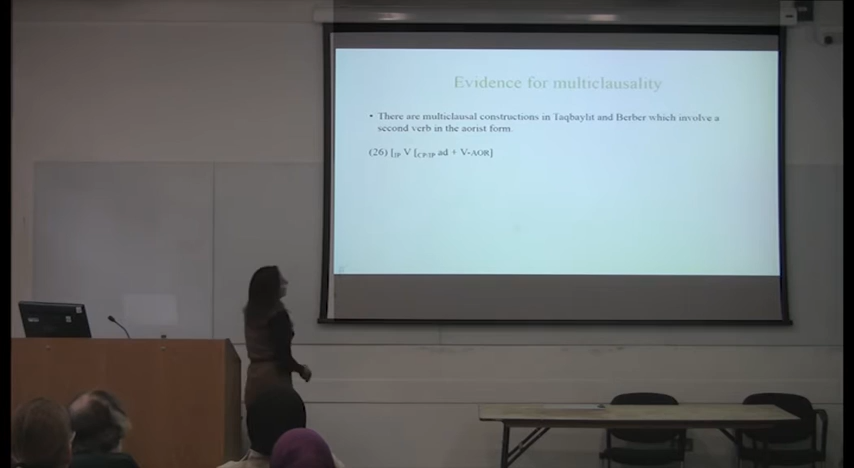 Evidence for multiclausality
• There are multiclausal constructions in Taqbaylit and Berber which involve a
second verb in the aorist form.
(26) [IP V [CP/IP ad + V-AOR]